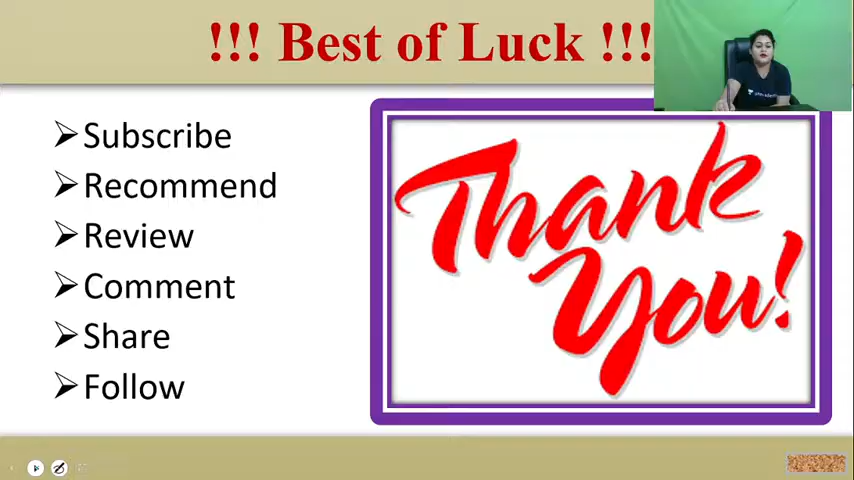 !!! Best of Luck !!!
➢Subscribe
➢Recommend
➢Review
➢Comment
➢Share
➢Follow
Thank
You!